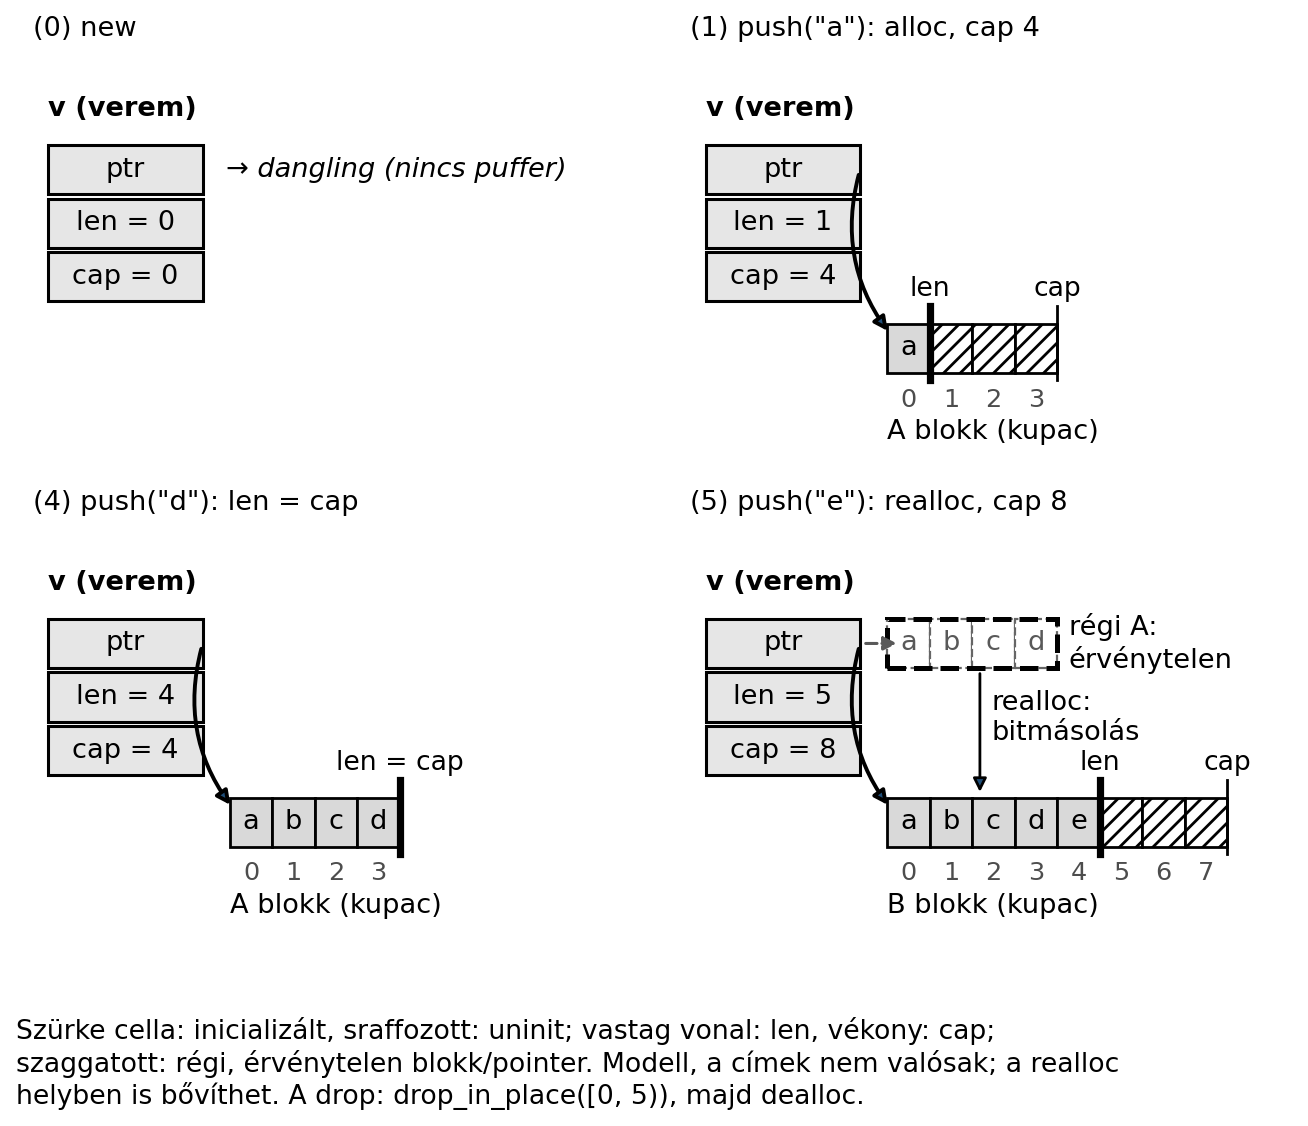 (0) new
v (verem)
ptr
→ dangling (nincs puffer)
len = 0
cap = 0
(1) push("a"): alloc, cap 4
v (verem)
ptr
len = 1
cap = 4
len
cap
a
0 1 2 3
A blokk (kupac)
(4) push("d"): len = cap
v (verem)
ptr
len = 4
cap = 4
len = cap
a b c d
0 1 2 3
A blokk (kupac)
(5) push("e"): realloc, cap 8
v (verem)
ptr
len = 5
cap = 8
a b c d
régi A:
érvénytelen
realloc:
bitmásolás
len
cap
a b c d e
0 1 2 3 4 5 6 7
B blokk (kupac)
Szürke cella: inicializált, sraffozott: uninit; vastag vonal: len, vékony: cap;
szaggatott: régi, érvénytelen blokk/pointer. Modell, a címek nem valósak; a realloc
helyben is bővíthet. A drop: drop_in_place([0, 5)), majd dealloc.